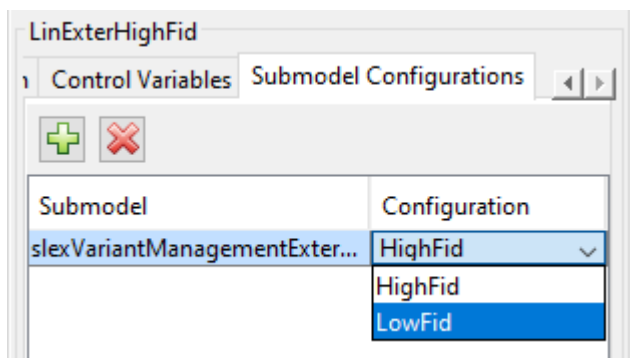 LinExterHighFid
Control Variables Submodel Configurations
Submodel Configuration
slexVariantManagementExter... HighFid
HighFid
LowFid